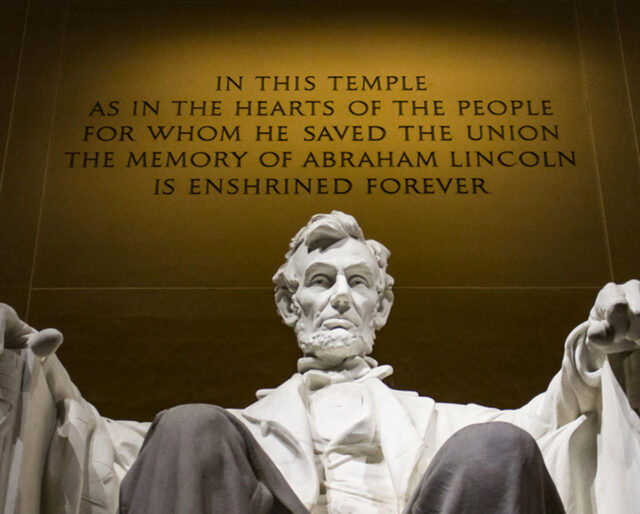 IN THIS TEMPLE
AS IN THE HEARTS OF THE PEOPLE
FOR WHOM HE SAVED THE UNION
THE MEMORY OF ABRAHAM LINCOLN
IS ENSHRINED FOREVER